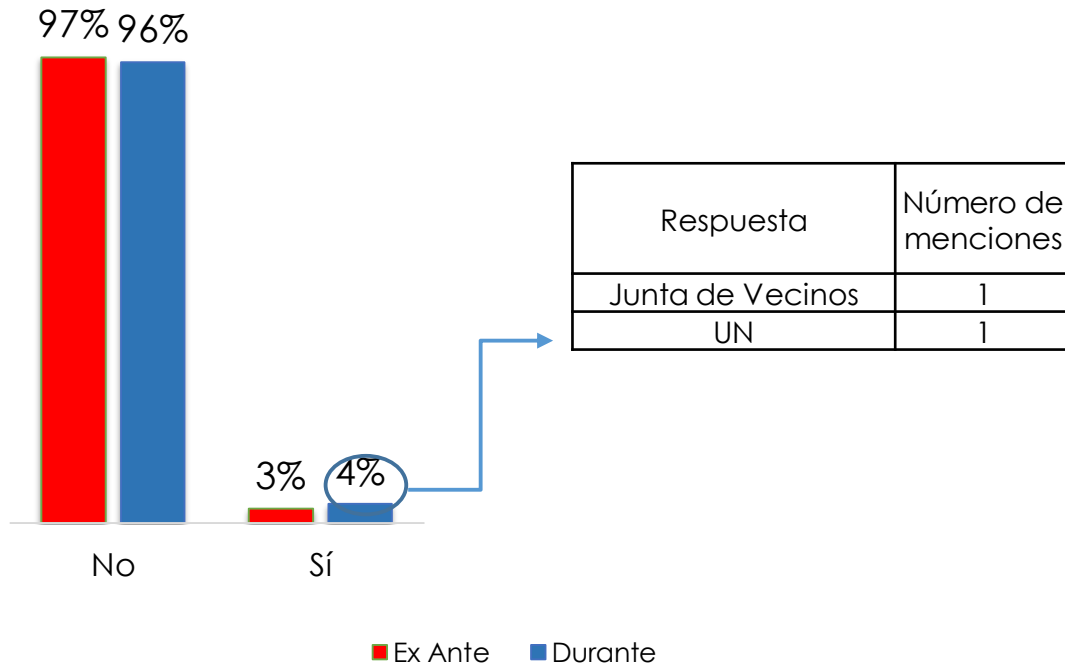 97% 96%
Respuesta
Número de
menciones
Junta de Vecinos 1
UN 1
3% 4%
No Sí
Ex Ante Durante